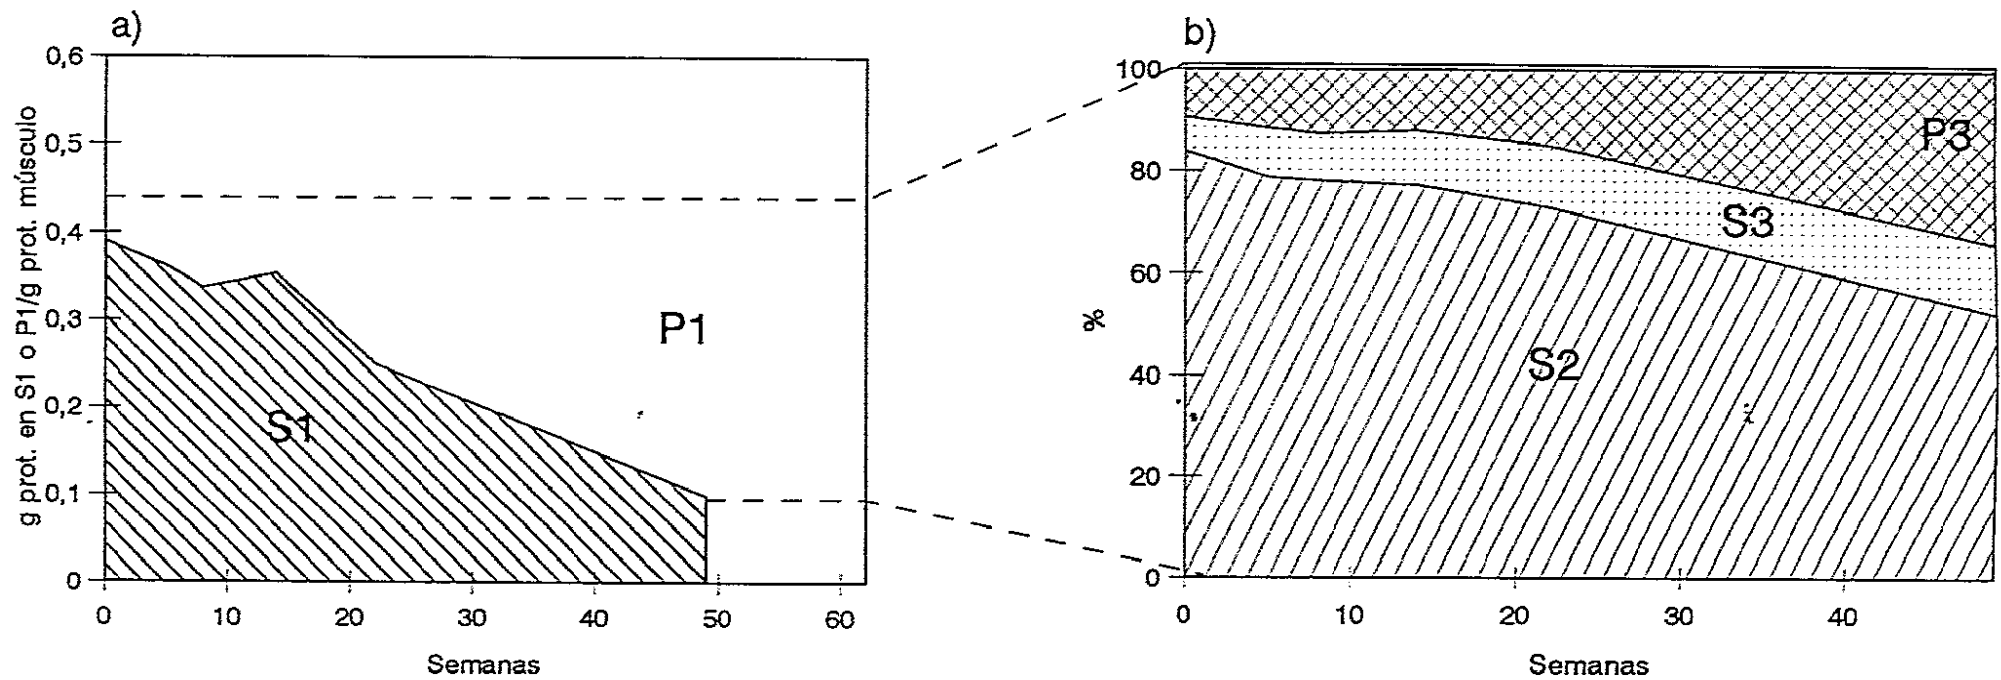 a)
g prot. en S1 o P1/g prot. músculo
0,6
0,5
0,4
0,3
0,2
0,1
0
P1
S1
0 10 20 30 40 50 60
Semanas
b)
%
100
80
60
40
20
0
P3
S3
S2
0 10 20 30 40
Semanas